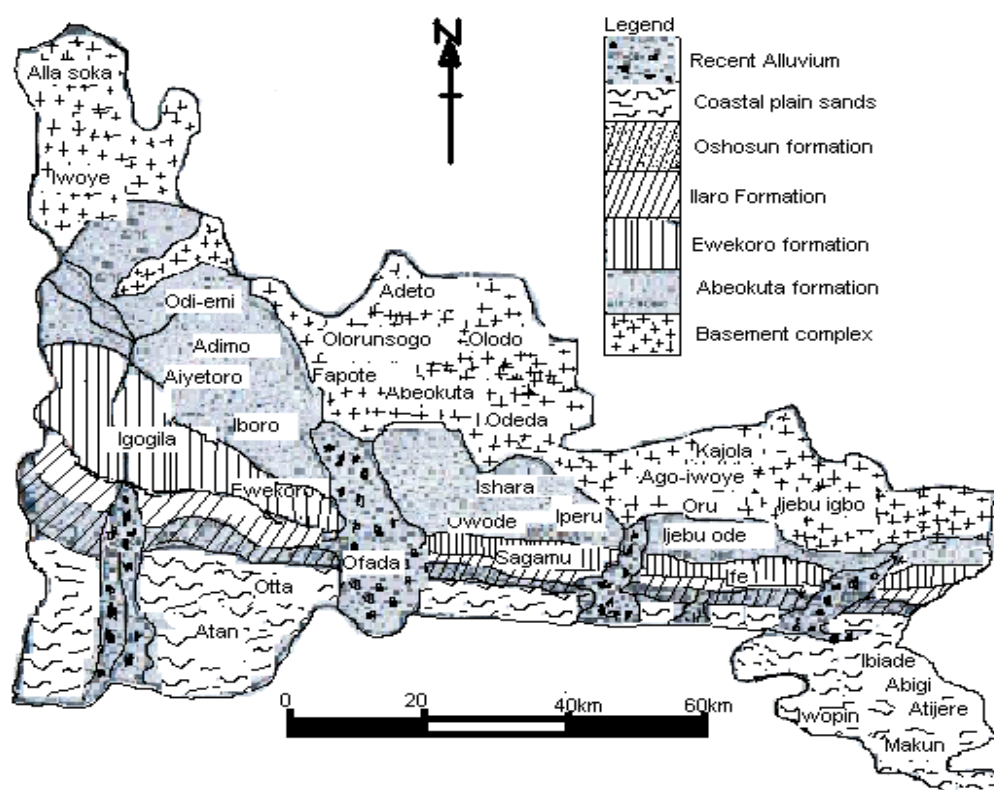 Legend
N
Recent Alluvium
Coastal plain sands
Oshosun formation
Ilaro Formation
Ewekoro formation
Abeokuta formation
Basement complex
Alla soka
Iwoye
Odi-emi
Adimo
Aiyetoro
Iboro
Igogila
Ewekoro
Adeto
Olorunsogo
Olodo
Fapote
Abeokuta
Odeda
Ishara
Owode
Iperu
Sagamu
Ofada
Otta
Atan
Kajola
Ago-iwoye
Oru
Ijebu igbo
Ijebu ode
Ife
Ibiade
Abigi
Atijere
Iwopin
Makun
0 20 40km 60km